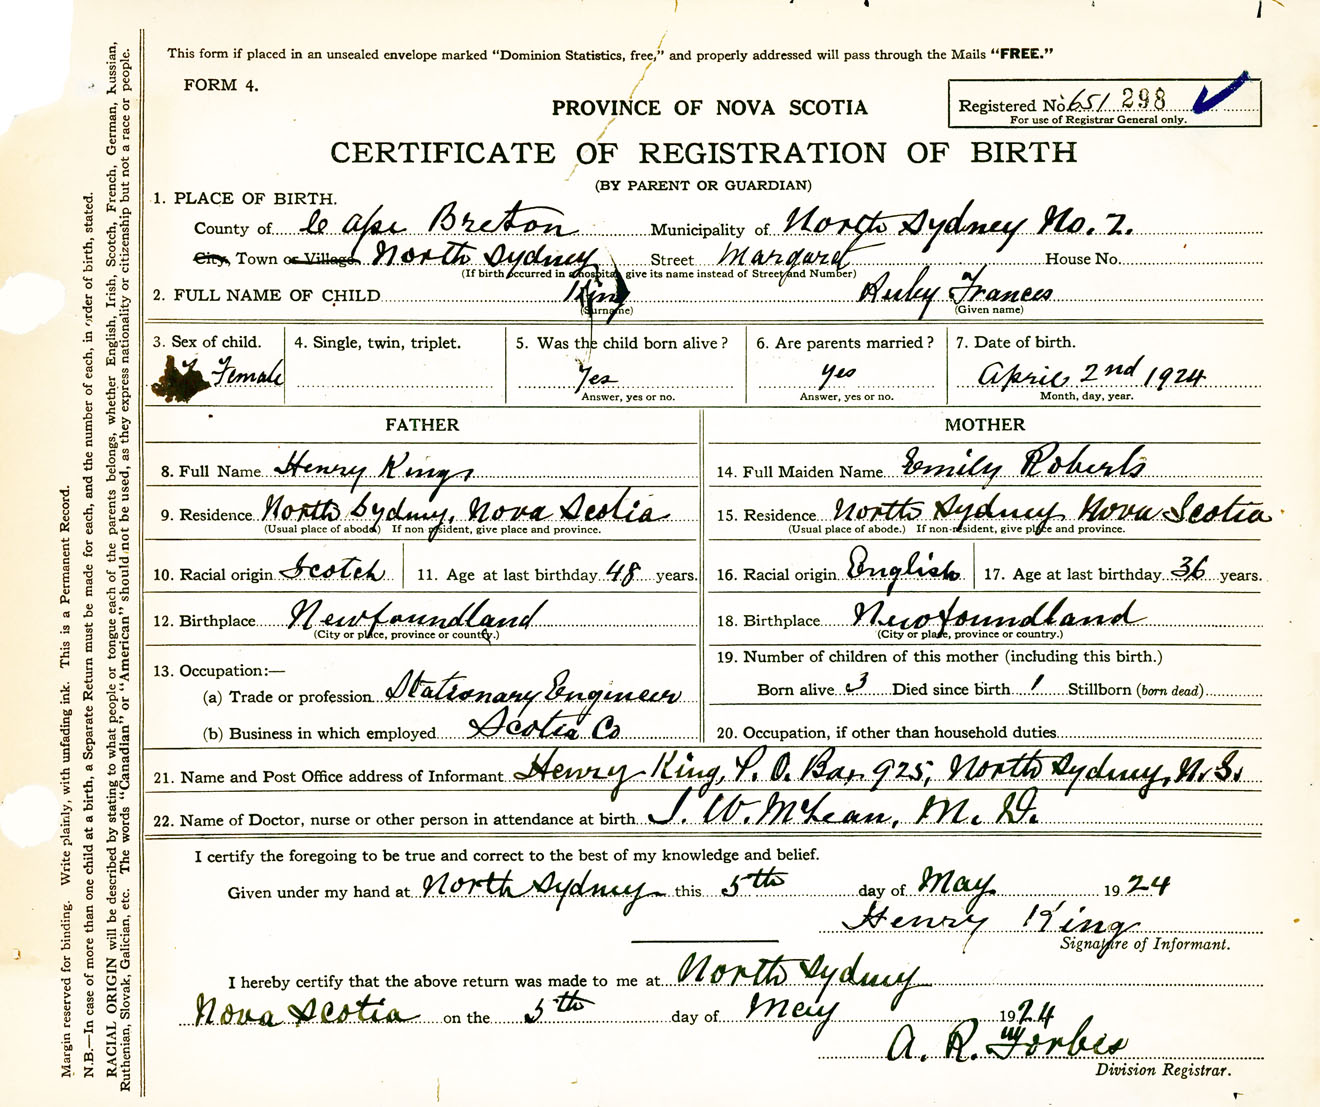 This form if placed in an unsealed envelope marked "Dominion Statistics, free," and properly addressed will pass through the Mails "FREE."
FORM 4.
PROVINCE OF NOVA SCOTIA
Registered No. 651 298
For use of Registrar General only.
CERTIFICATE OF REGISTRATION OF BIRTH
(BY PARENT OR GUARDIAN)
1. PLACE OF BIRTH.
County of Cape Breton Municipality of North Sydney No. 2.
City, Town or Village North Sydney Street Margaret House No.
(If birth occurred in a hospital give its name instead of Street and Number)
2. FULL NAME OF CHILD King Ruby Frances
(Surname) (Given name)
3. Sex of child. 4. Single, twin, triplet. 5. Was the child born alive? 6. Are parents married? 7. Date of birth.
Female Yes yes April 2nd 1924
Answer, yes or no. Answer, yes or no. Month, day, year.
FATHER MOTHER
8. Full Name Henry King 14. Full Maiden Name Emily Roberts
9. Residence North Sydney, Nova Scotia 15. Residence North Sydney Nova Scotia
(Usual place of abode) If non-resident, give place and province. (Usual place of abode.) If non-resident, give place and province.
10. Racial origin Scotch 11. Age at last birthday 48 years. 16. Racial origin English 17. Age at last birthday 36 years.
12. Birthplace Newfoundland 18. Birthplace Newfoundland
(City or place, province or country.) (City or place, province or country.)
13. Occupation:— 19. Number of children of this mother (including this birth.)
(a) Trade or profession Stationary Engineer Born alive 3 Died since birth 1 Stillborn (born dead)
(b) Business in which employed Scotia Co 20. Occupation, if other than household duties
21. Name and Post Office address of Informant Henry King, P. O. Box 925, North Sydney, N.S.
22. Name of Doctor, nurse or other person in attendance at birth J. W. McLean, M. D.
I certify the foregoing to be true and correct to the best of my knowledge and belief.
Given under my hand at North Sydney this 5th day of May 1924
Henry King
Signature of Informant.
I hereby certify that the above return was made to me at North Sydney
Nova Scotia on the 5th day of May 1924
A. R. Forbes
Division Registrar.
Margin reserved for binding. Write plainly, with unfading ink. This is a Permanent Record.
N.B.—In case of more than one child at a birth, a Separate Return must be made for each, and the number of each, in order of birth, stated.
RACIAL ORIGIN will be described by stating to what people or tongue each of the parents belongs, whether English, Irish, Scotch, French, German, Russian,
Ruthenian, Slovak, Galician, etc. The words "Canadian" or "American" should not be used, as they express nationality or citizenship but not a race or people.